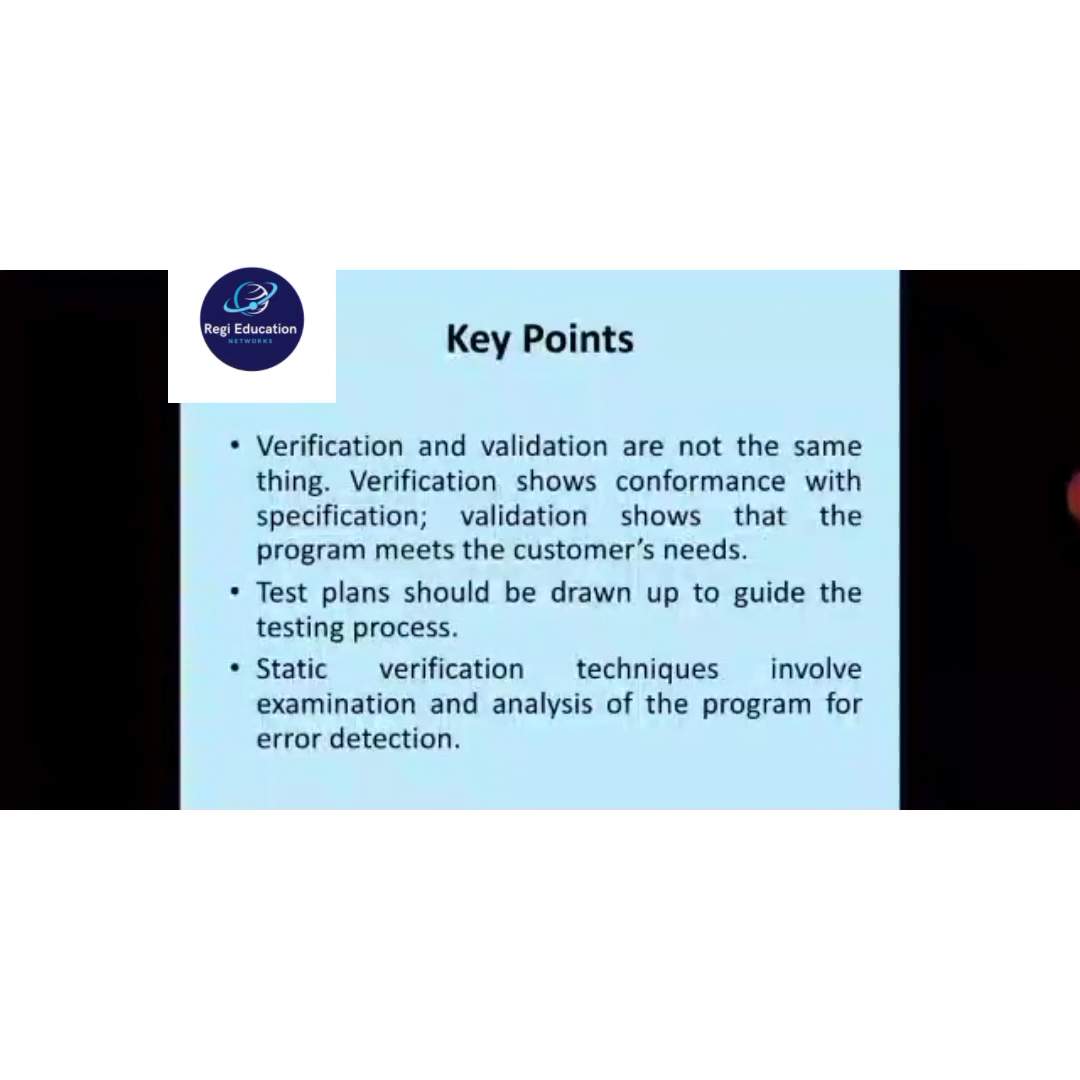 Regi Education
NETWORKS
Key Points
• Verification and validation are not the same
thing. Verification shows conformance with
specification; validation shows that the
program meets the customer’s needs.
• Test plans should be drawn up to guide the
testing process.
• Static verification techniques involve
examination and analysis of the program for
error detection.